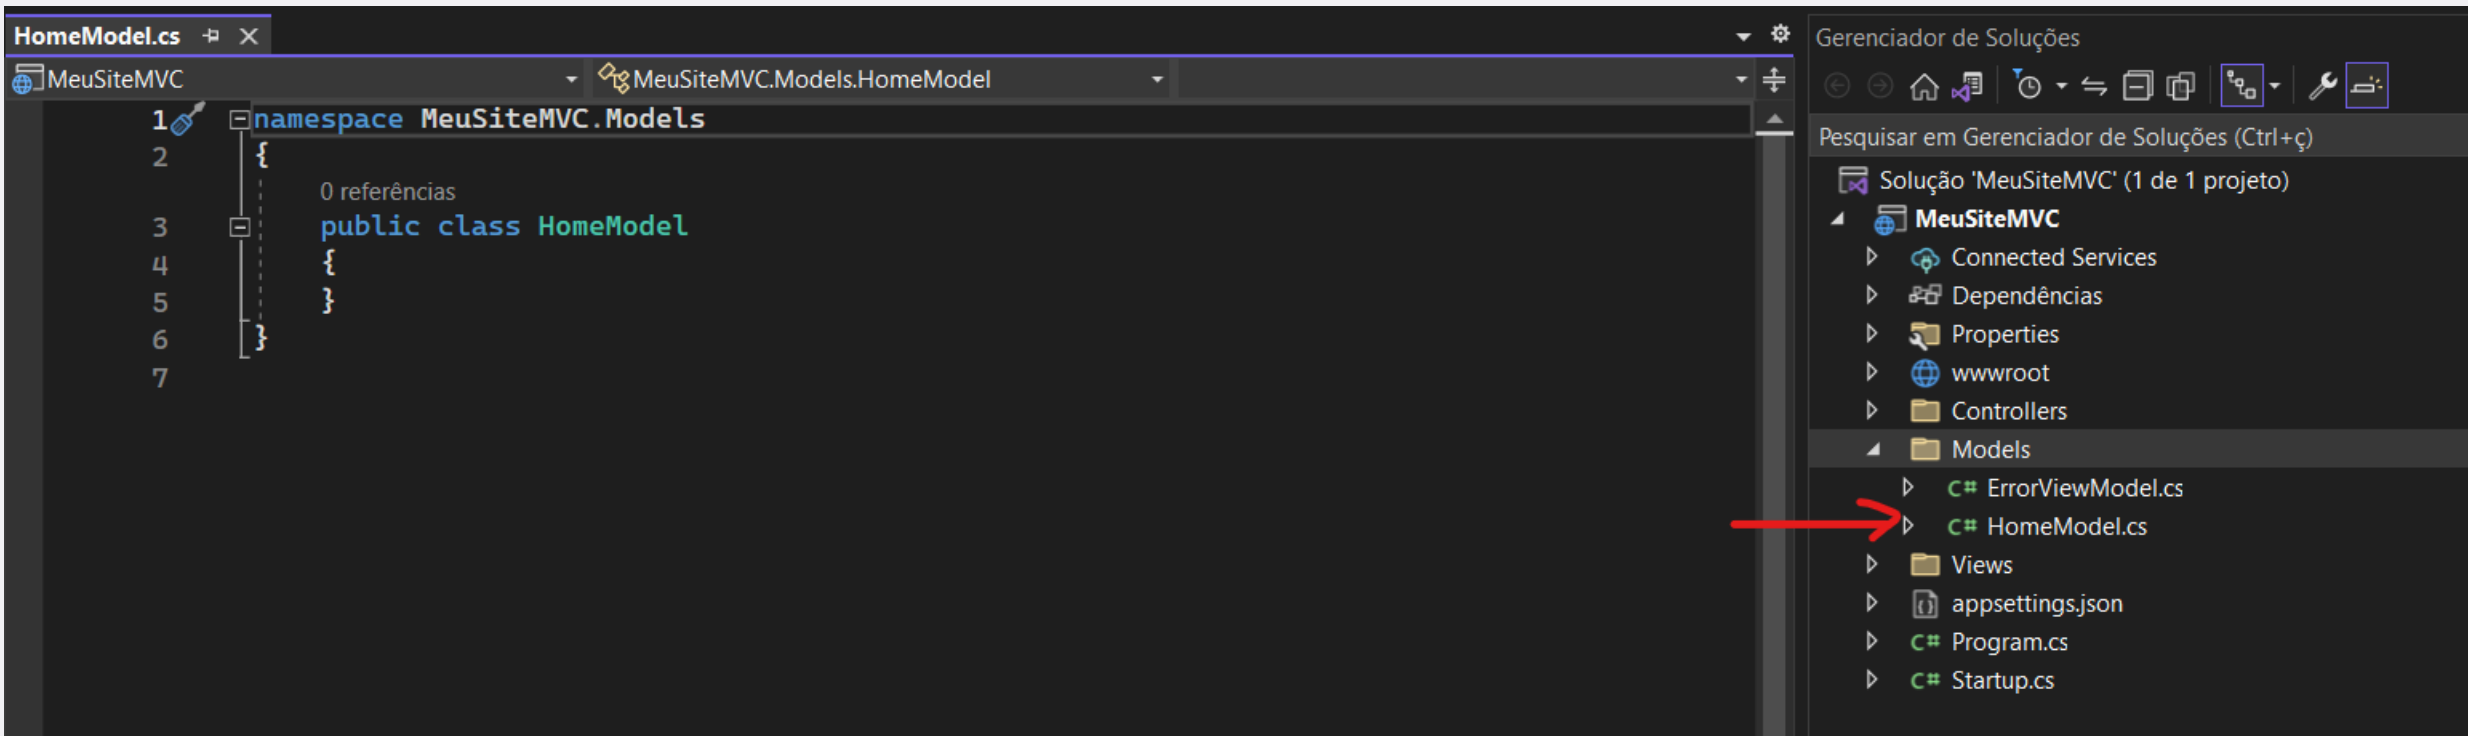 HomeModel.cs
MeuSiteMVC
MeuSiteMVC.Models.HomeModel
1 namespace MeuSiteMVC.Models
2 {
0 referências
3 public class HomeModel
4 {
5 }
6 }
7
Gerenciador de Soluções
Pesquisar em Gerenciador de Soluções (Ctrl+ç)
Solução 'MeuSiteMVC' (1 de 1 projeto)
MeuSiteMVC
Connected Services
Dependências
Properties
wwwroot
Controllers
Models
C# ErrorViewModel.cs
C# HomeModel.cs
Views
appsettings.json
C# Program.cs
C# Startup.cs